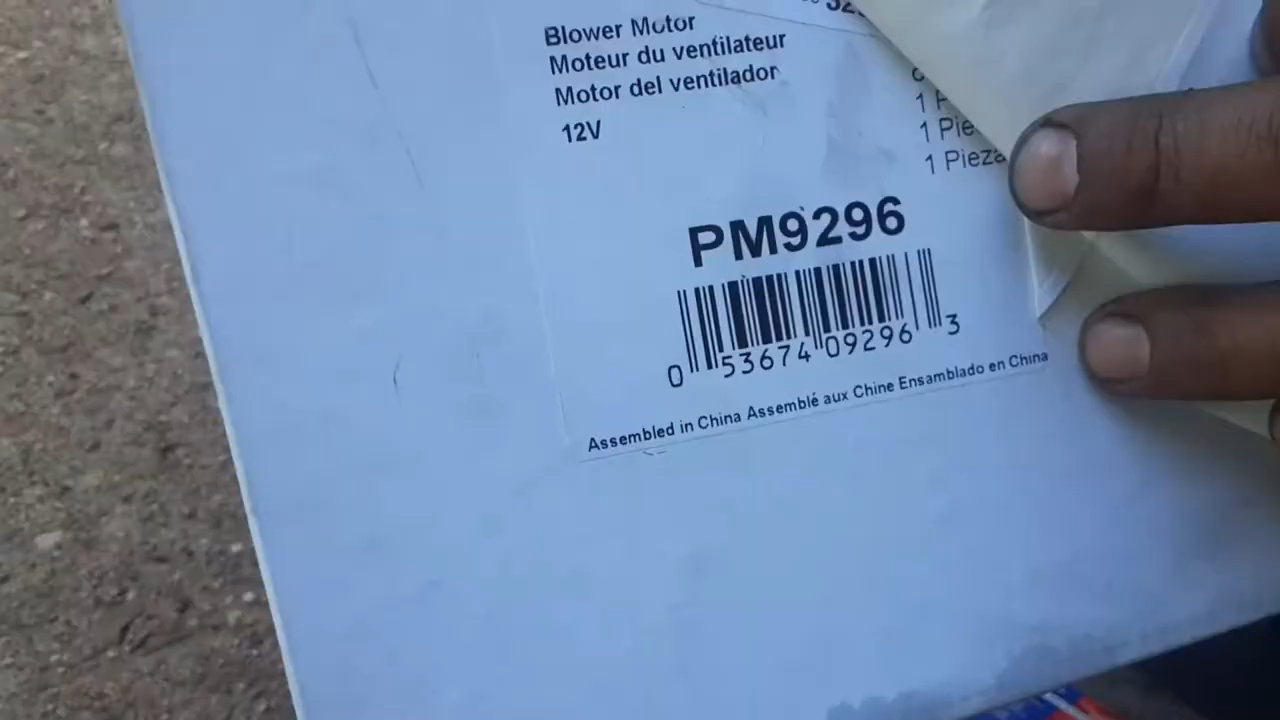 Blower Motor
Moteur du ventilateur
Motor del ventilador
12V
1 Pieza
PM9296
0 53674 09296 3
Assembled in China Assemblé aux Chine Ensamblado en China